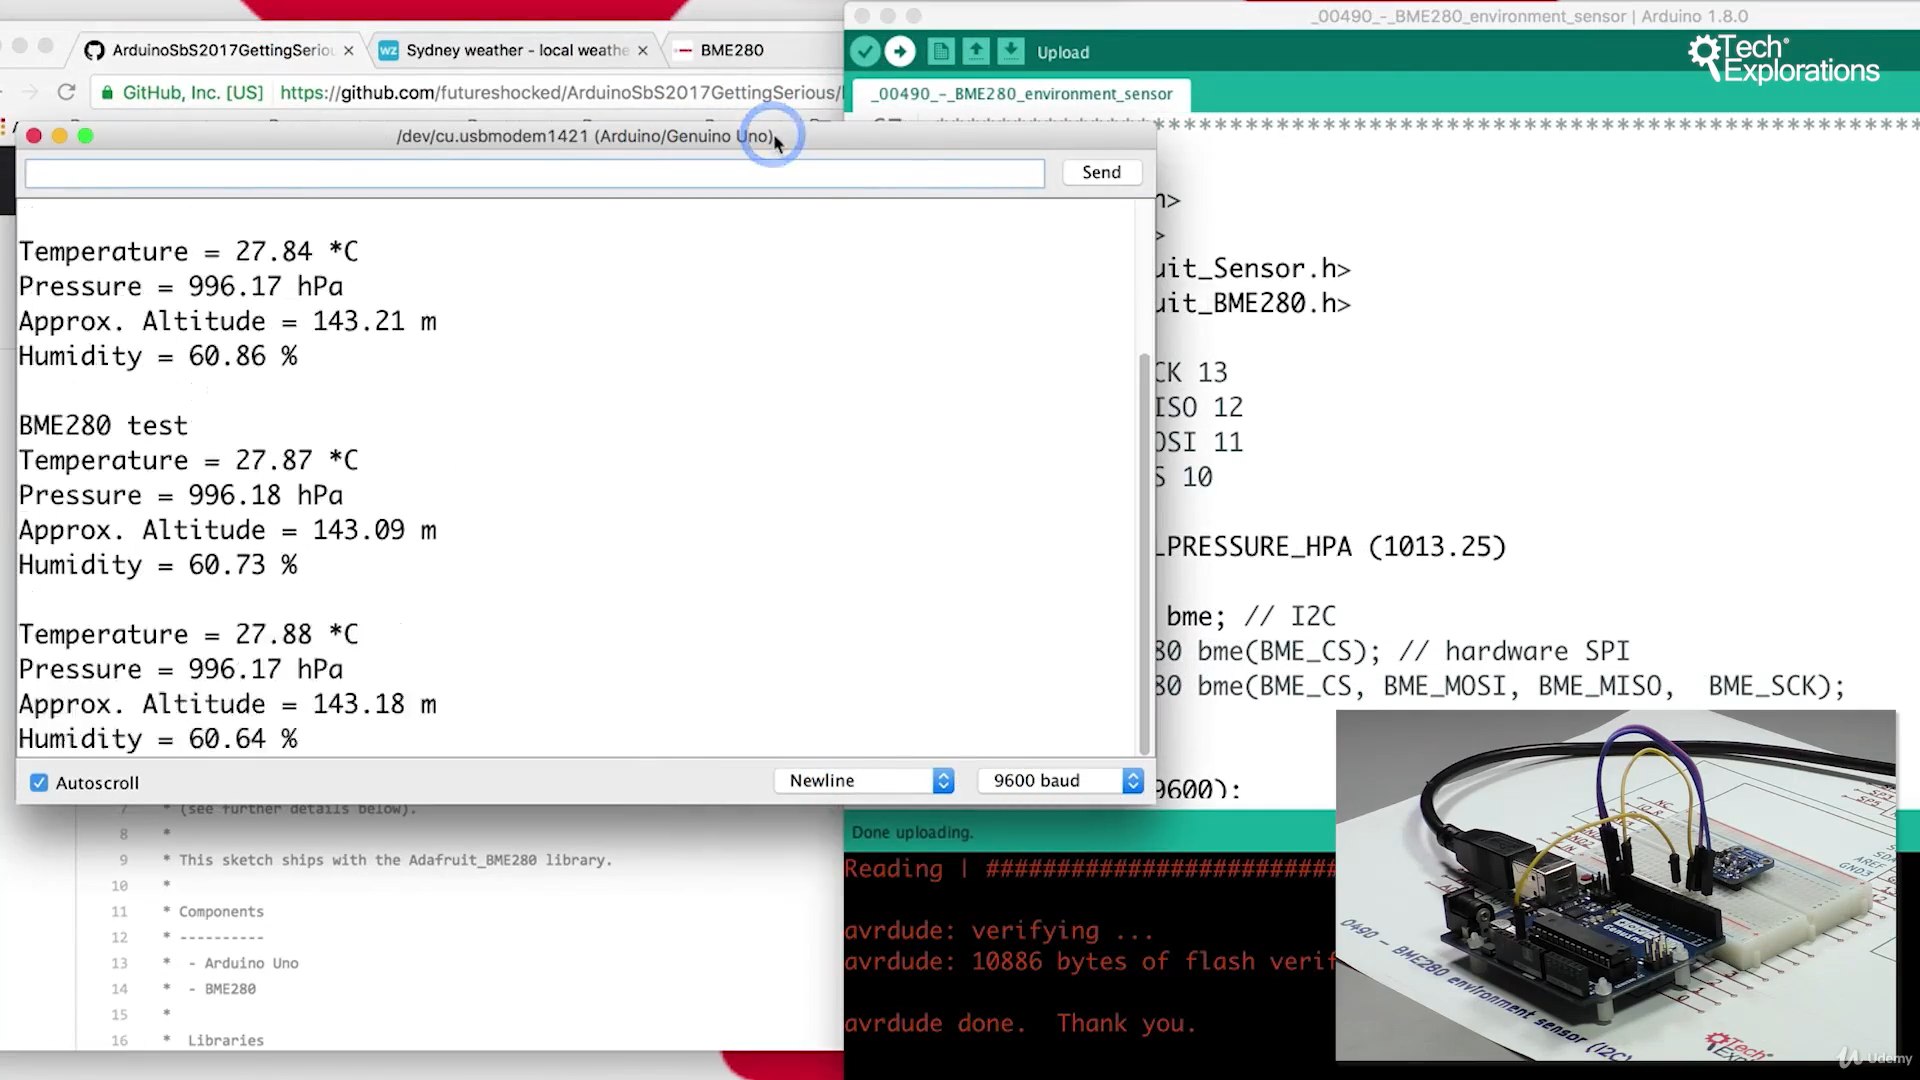 _00490_-_BME280_environment_sensor | Arduino 1.8.0
ArduinoSbS2017GettingSeriou
Sydney weather - local weathe
BME280
Upload
Tech
Explorations
GitHub, Inc. [US]
https://github.com/futureshocked/ArduinoSbS2017GettingSerious/
_00490_-_BME280_environment_sensor
/dev/cu.usbmodem1421 (Arduino/Genuino Uno)
Send
Temperature = 27.84 *C
Pressure = 996.17 hPa
Approx. Altitude = 143.21 m
Humidity = 60.86 %
BME280 test
Temperature = 27.87 *C
Pressure = 996.18 hPa
Approx. Altitude = 143.09 m
Humidity = 60.73 %
Temperature = 27.88 *C
Pressure = 996.17 hPa
Approx. Altitude = 143.18 m
Humidity = 60.64 %
Autoscroll
Newline
9600 baud
uit_Sensor.h>
uit_BME280.h>
CK 13
ISO 12
OSI 11
S 10
_PRESSURE_HPA (1013.25)
bme; // I2C
80 bme(BME_CS); // hardware SPI
80 bme(BME_CS, BME_MOSI, BME_MISO, BME_SCK);
9600);
Done uploading.
Reading | ########################
avrdude: verifying ...
avrdude: 10886 bytes of flash verif
avrdude done. Thank you.
7 * (see further details below).
8 *
9 * This sketch ships with the Adafruit_BME280 library.
10 *
11 * Components
12 * ----------
13 * - Arduino Uno
14 * - BME280
15 *
16 * Libraries
0490 - BME280 environment sensor (I2C)
Genuino
Tech
Udemy